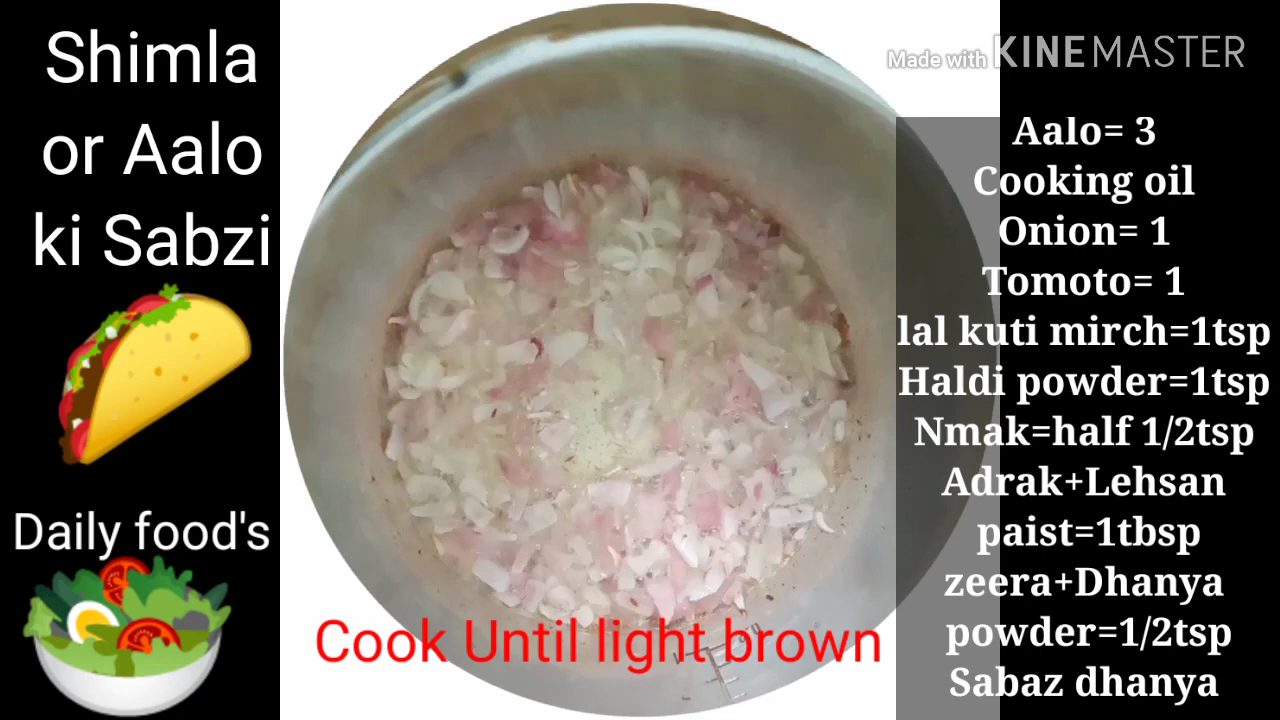 Shimla
or Aalo
ki Sabzi
Daily food's
Cook Until light brown
Made with KINEMASTER
Aalo= 3
Cooking oil
Onion= 1
Tomoto= 1
lal kuti mirch=1tsp
Haldi powder=1tsp
Nmak=half 1/2tsp
Adrak+Lehsan
paist=1tbsp
zeera+Dhanya
powder=1/2tsp
Sabaz dhanya